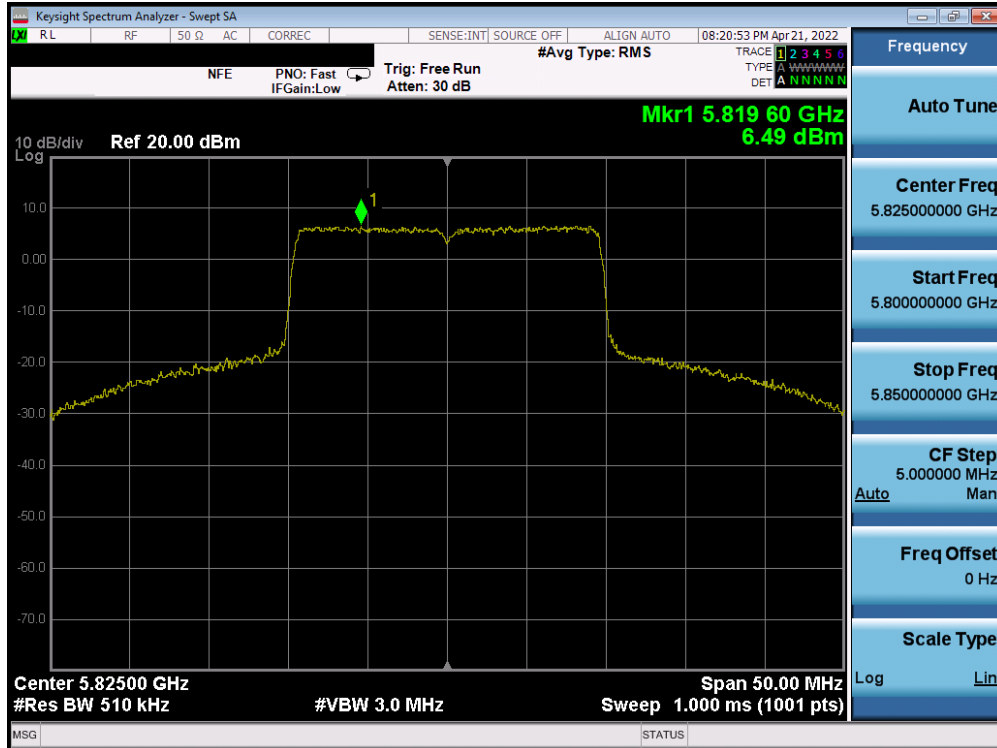 Keysight Spectrum Analyzer - Swept SA
LXI RL RF 50 Ω AC CORREC SENSE:INT SOURCE OFF ALIGN AUTO 08:20:53 PM Apr 21, 2022
NFE PNO: Fast Trig: Free Run #Avg Type: RMS TRACE 1 2 3 4 5 6
IFGain:Low Atten: 30 dB TYPE A WWWWW
DET A N N N N N
Mkr1 5.819 60 GHz
6.49 dBm
10 dB/div Ref 20.00 dBm
Log
1
10.0
0.00
-10.0
-20.0
-30.0
-40.0
-50.0
-60.0
-70.0
Center 5.82500 GHz Span 50.00 MHz
#Res BW 510 kHz #VBW 3.0 MHz Sweep 1.000 ms (1001 pts)
MSG STATUS
Frequency
Auto Tune
Center Freq
5.825000000 GHz
Start Freq
5.800000000 GHz
Stop Freq
5.850000000 GHz
CF Step
5.000000 MHz
Auto Man
Freq Offset
0 Hz
Scale Type
Log Lin